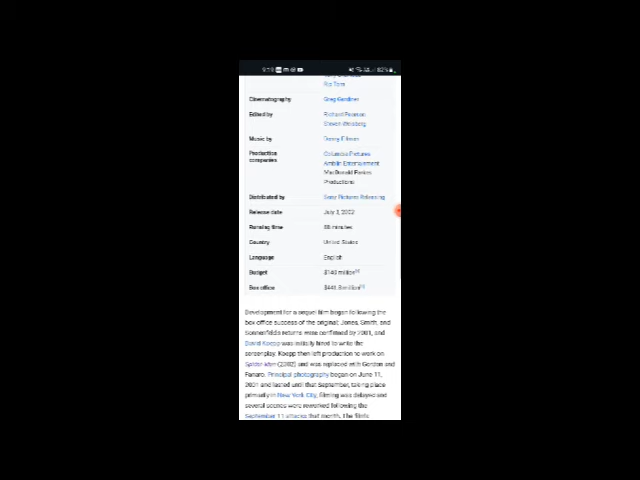 Rip Torn
Cinematography Greg Gardiner
Edited by Richard Pearson
Steven Weisberg
Music by Danny Elfman
Production Columbia Pictures
companies Amblin Entertainment
MacDonald/Parkes
Productions
Distributed by Sony Pictures Releasing
Release date July 3, 2002
Running time 88 minutes
Country United States
Language English
Budget $140 million
Box office
Development for a sequel film began following the
box office success of the original; Jones, Smith, and
Sonnenfeld's returns were confirmed by 2001, and
David Koepp was initially hired to write the
screenplay. Koepp then left production to work on
Spider-Man (2002) and was replaced with Gordon and
Fanaro. Principal photography began on June 11,
2001 and lasted until that September, taking place
primarily in New York City; filming was delayed and
several scenes were reworked following the
September 11 attacks that month. The film's